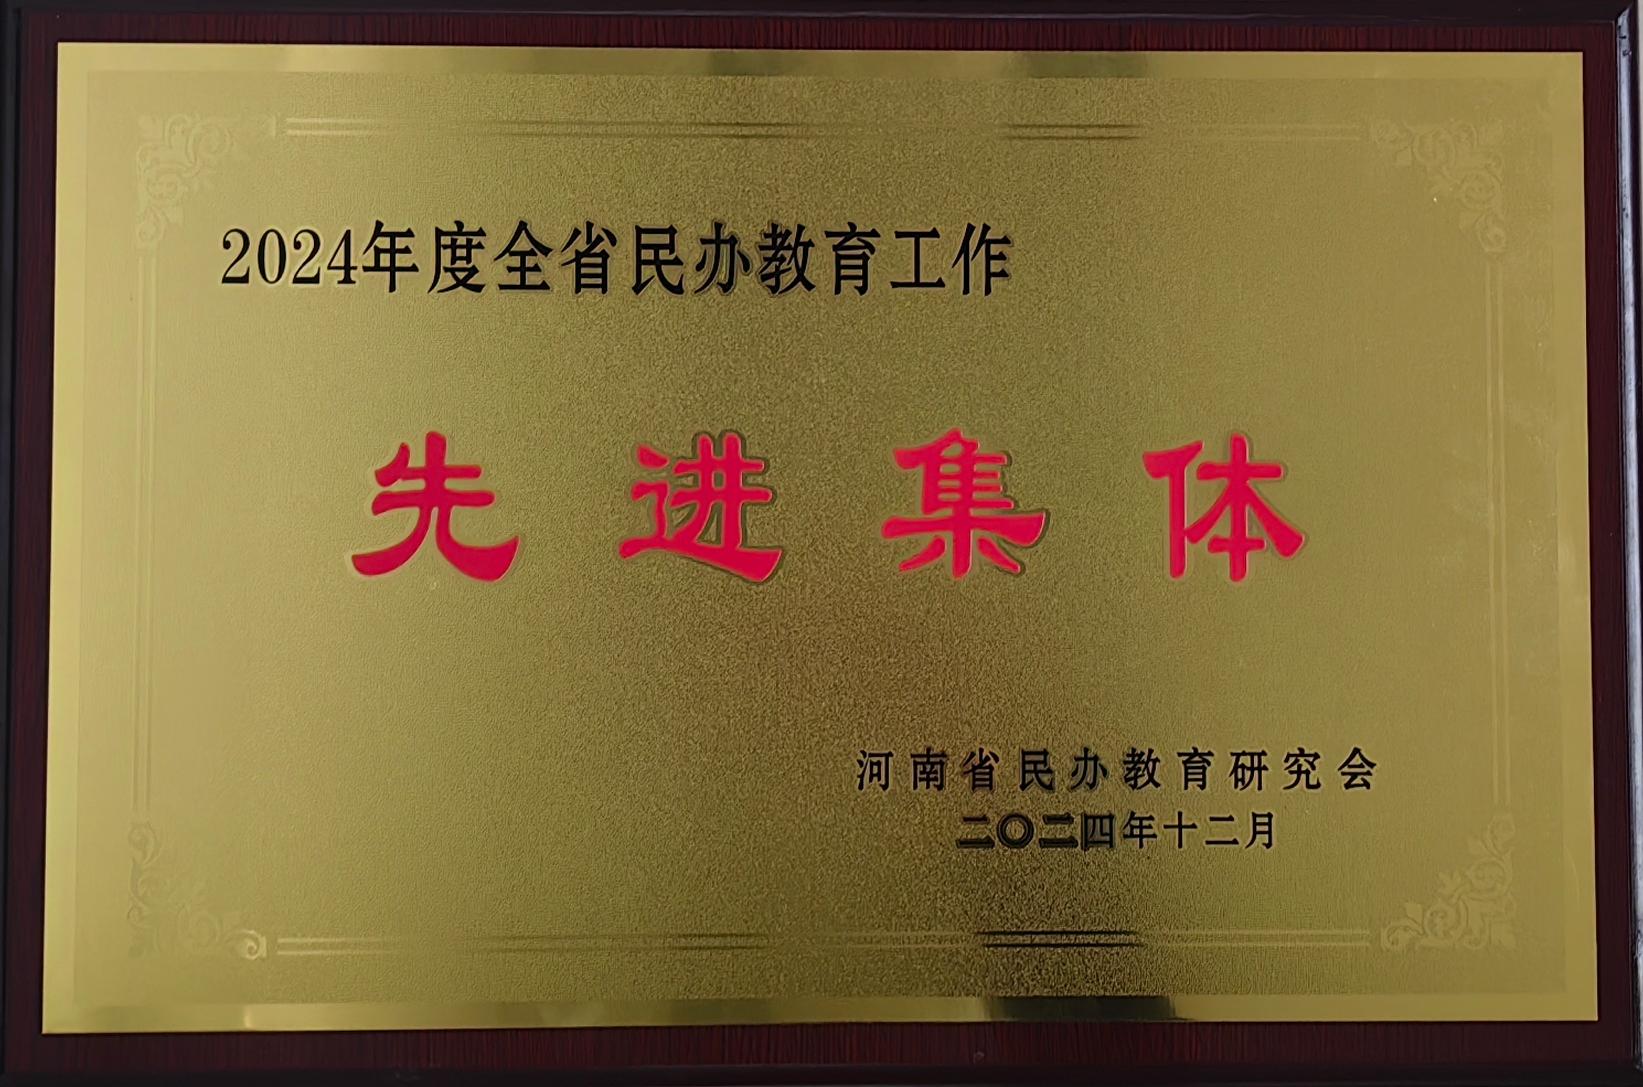 2024年度全省民办教育工作
先进集体
河南省民办教育研究会
二〇二四年十二月